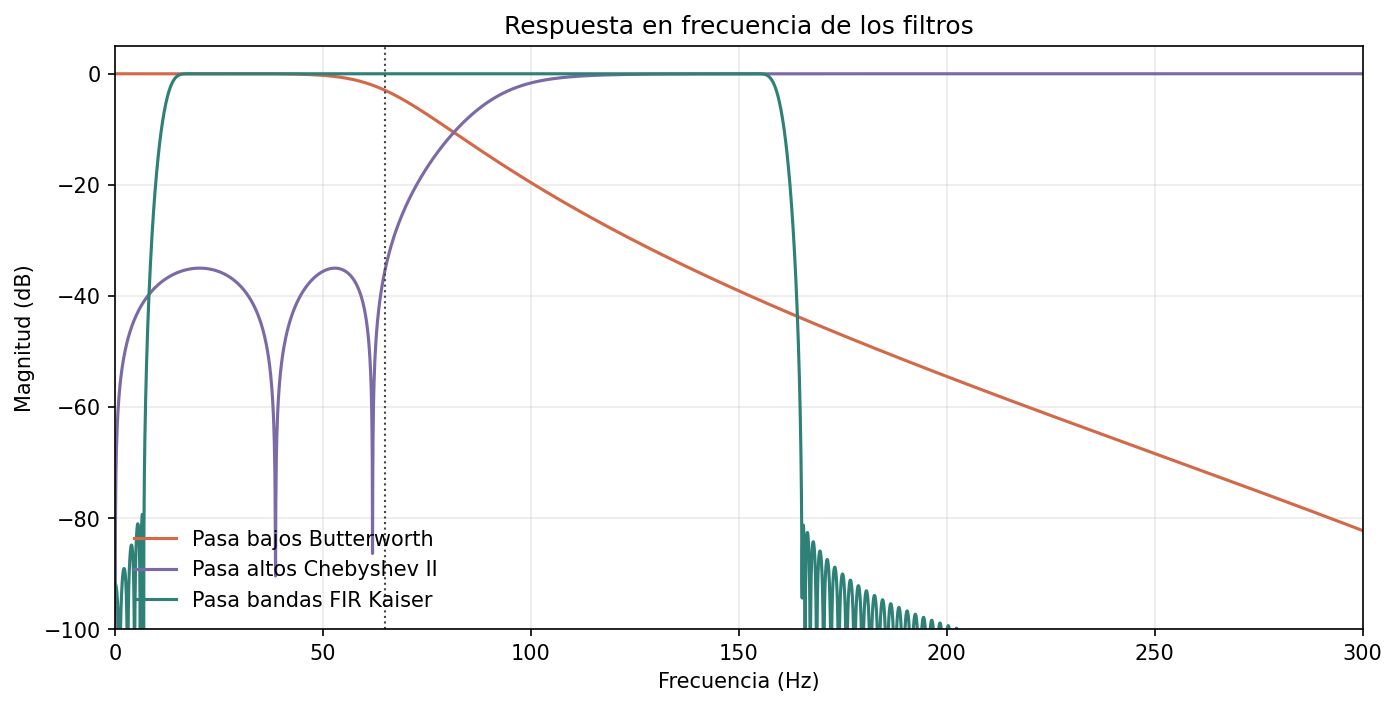 Respuesta en frecuencia de los filtros
Magnitud (dB)
0
−20
−40
−60
−80
−100
Pasa bajos Butterworth
Pasa altos Chebyshev II
Pasa bandas FIR Kaiser
0 50 100 150 200 250 300
Frecuencia (Hz)